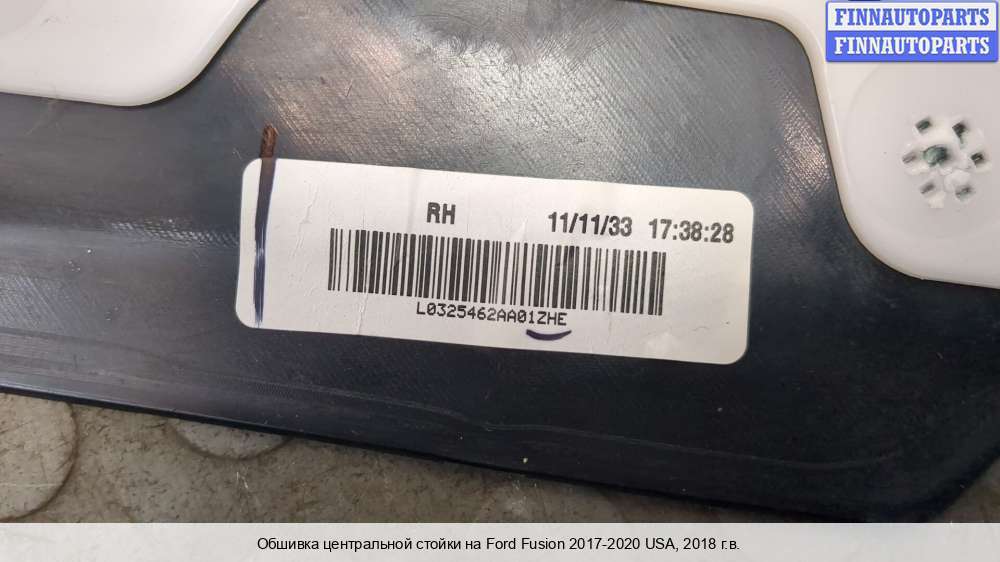 FINNAUTOPARTS
FINNAUTOPARTS
RH 11/11/33 17:38:28
L0325462AA01ZHE
Обшивка центральной стойки на Ford Fusion 2017-2020 USA, 2018 г.в.